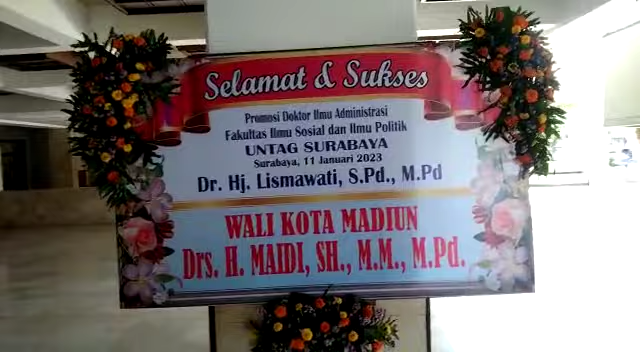 Selamat & Sukses
Promosi Doktor Ilmu Administrasi
Fakultas Ilmu Sosial dan Ilmu Politik
UNTAG SURABAYA
Surabaya, 11 Januari 2023
Dr. Hj. Lismawati, S.Pd., M.Pd
WALI KOTA MADIUN
Drs. H. MAIDI, SH., M.M., M.Pd.